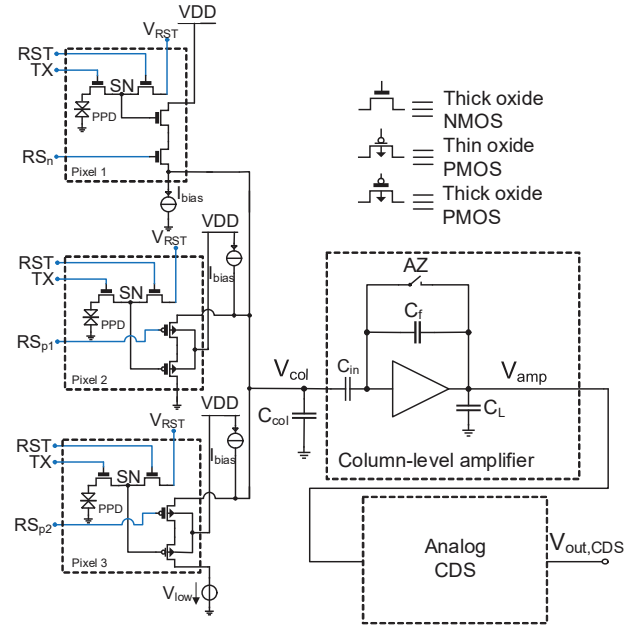 VDD
V_RST
RST
TX
SN
PPD
RS_n
Pixel 1
I_bias
Thick oxide
NMOS
Thin oxide
PMOS
Thick oxide
PMOS
VDD
V_RST
I_bias
RST
TX
SN
PPD
RS_p1
Pixel 2
VDD
V_RST
I_bias
RST
TX
SN
PPD
RS_p2
Pixel 3
V_low
V_col
C_col
AZ
C_f
C_in
C_L
V_amp
Column-level amplifier
Analog
CDS
V_out,CDS